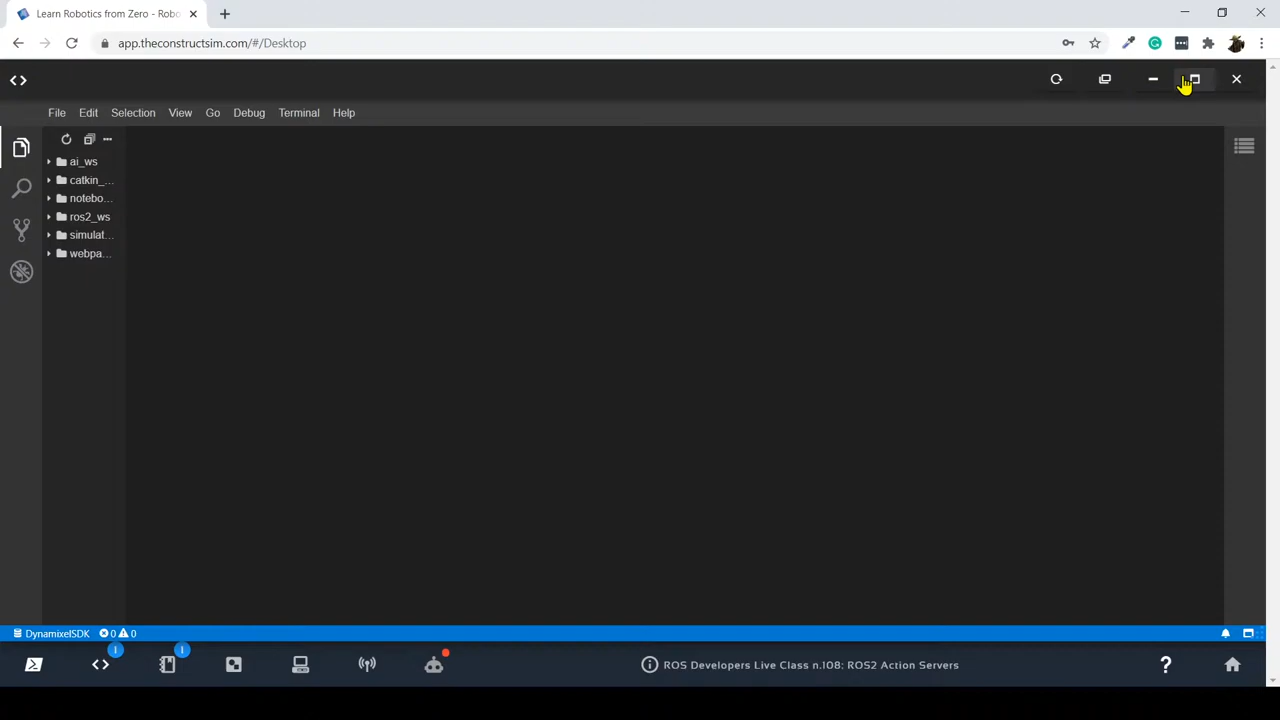 Learn Robotics from Zero - Robo
app.theconstructsim.com/#/Desktop
File Edit Selection View Go Debug Terminal Help
ai_ws
catkin_...
notebo...
ros2_ws
simulat...
webpa...
DynamixelSDK 0 0
ROS Developers Live Class n.108: ROS2 Action Servers